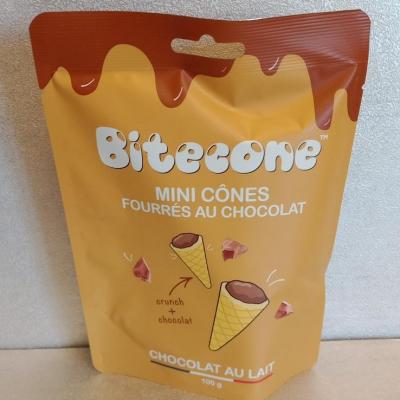 Bitecone™
MINI CÔNES
FOURRÉS AU CHOCOLAT
crunch
+
chocolat
CHOCOLAT AU LAIT
100 g